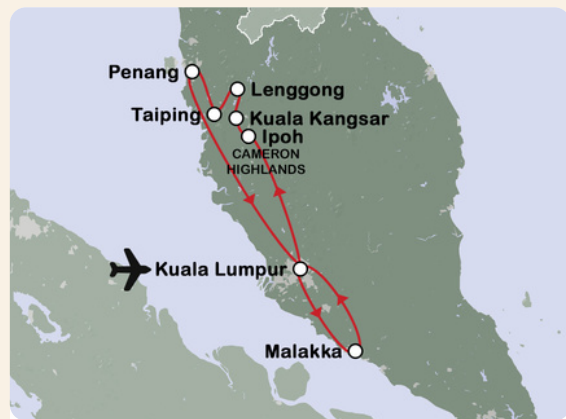 Penang
Lenggong
Taiping
Kuala Kangsar
Ipoh
CAMERON
HIGHLANDS
Kuala Lumpur
Malakka